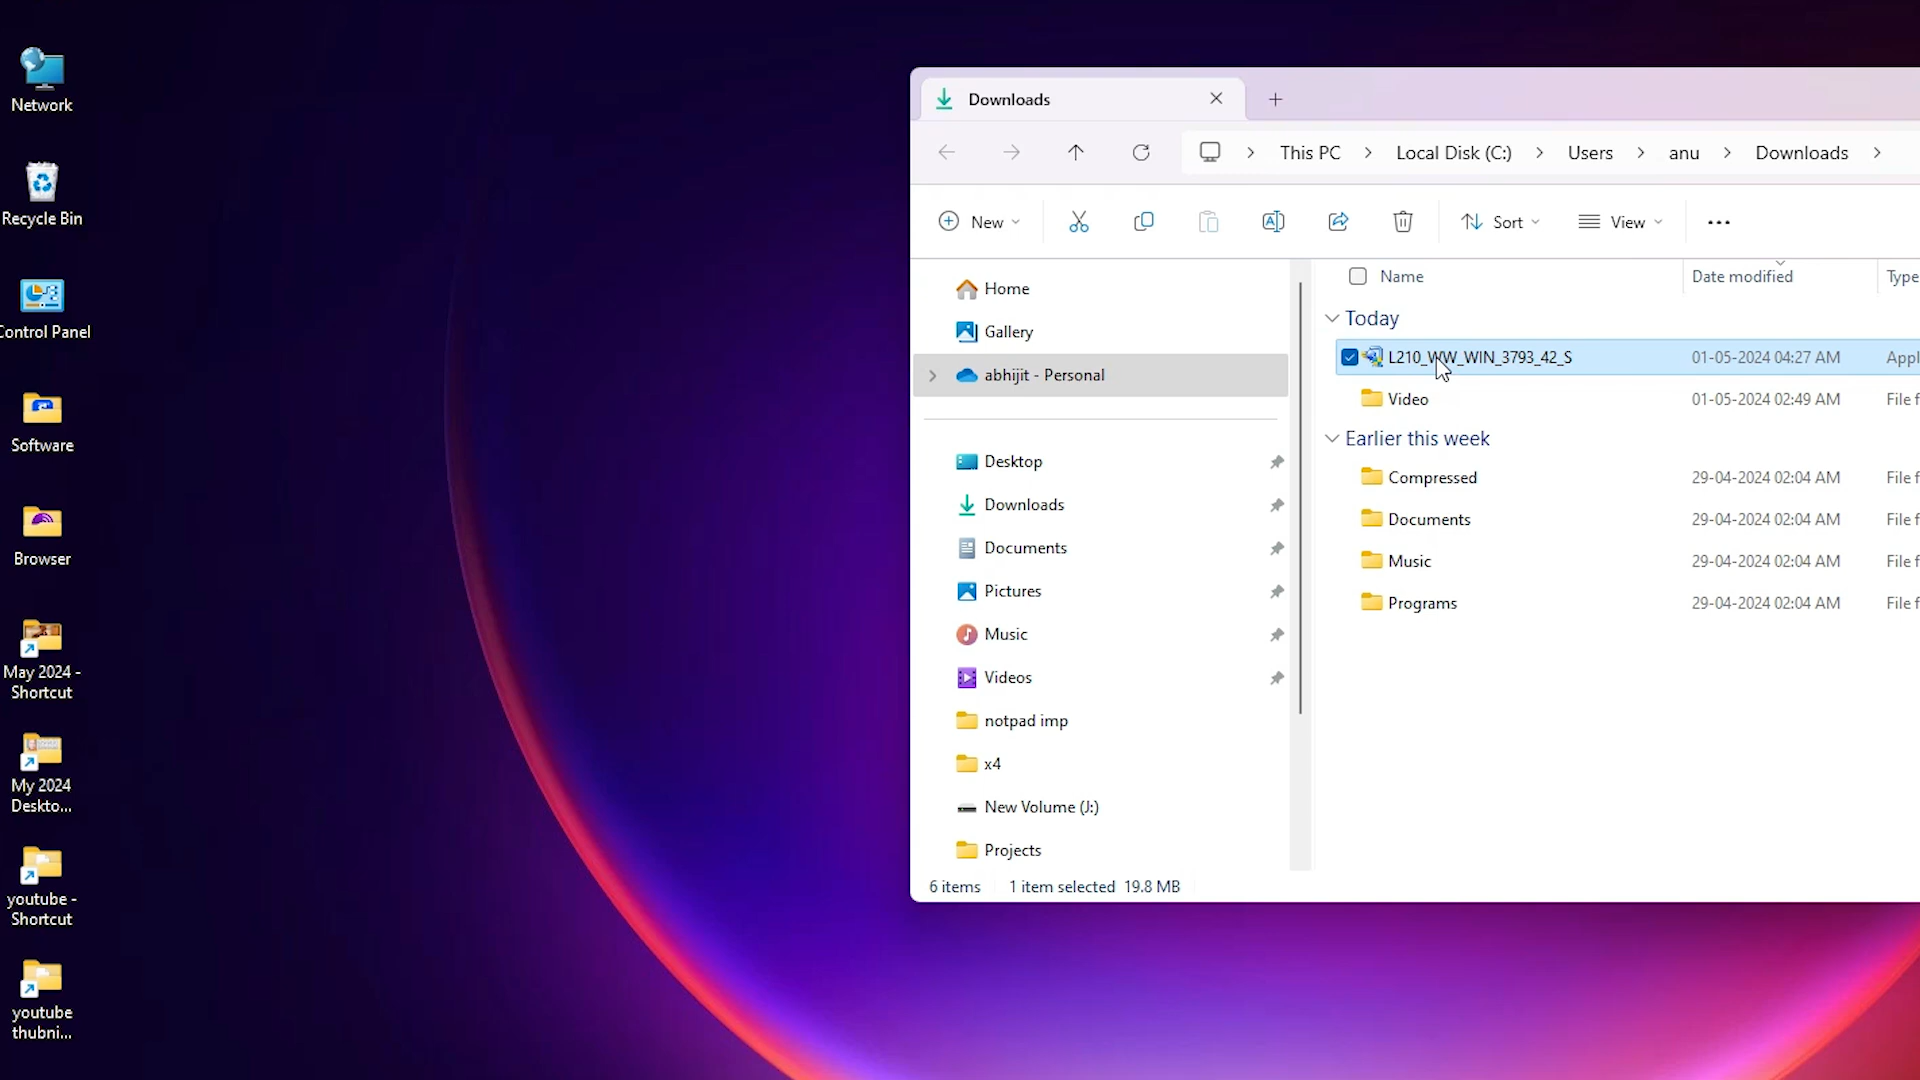 Network
Recycle Bin
Control Panel
Software
Browser
May 2024 -
Shortcut
My 2024
Deskto...
youtube -
Shortcut
youtube
thubni...
Downloads
This PC
Local Disk (C:)
Users
anu
Downloads
New
Sort
View
Home
Gallery
abhijit - Personal
Desktop
Downloads
Documents
Pictures
Music
Videos
notpad imp
x4
New Volume (J:)
Projects
Name Date modified Type
Today
L210_WW_WIN_3793_42_S 01-05-2024 04:27 AM Appl
Video 01-05-2024 02:49 AM File f
Earlier this week
Compressed 29-04-2024 02:04 AM File f
Documents 29-04-2024 02:04 AM File f
Music 29-04-2024 02:04 AM File f
Programs 29-04-2024 02:04 AM File f
6 items 1 item selected 19.8 MB